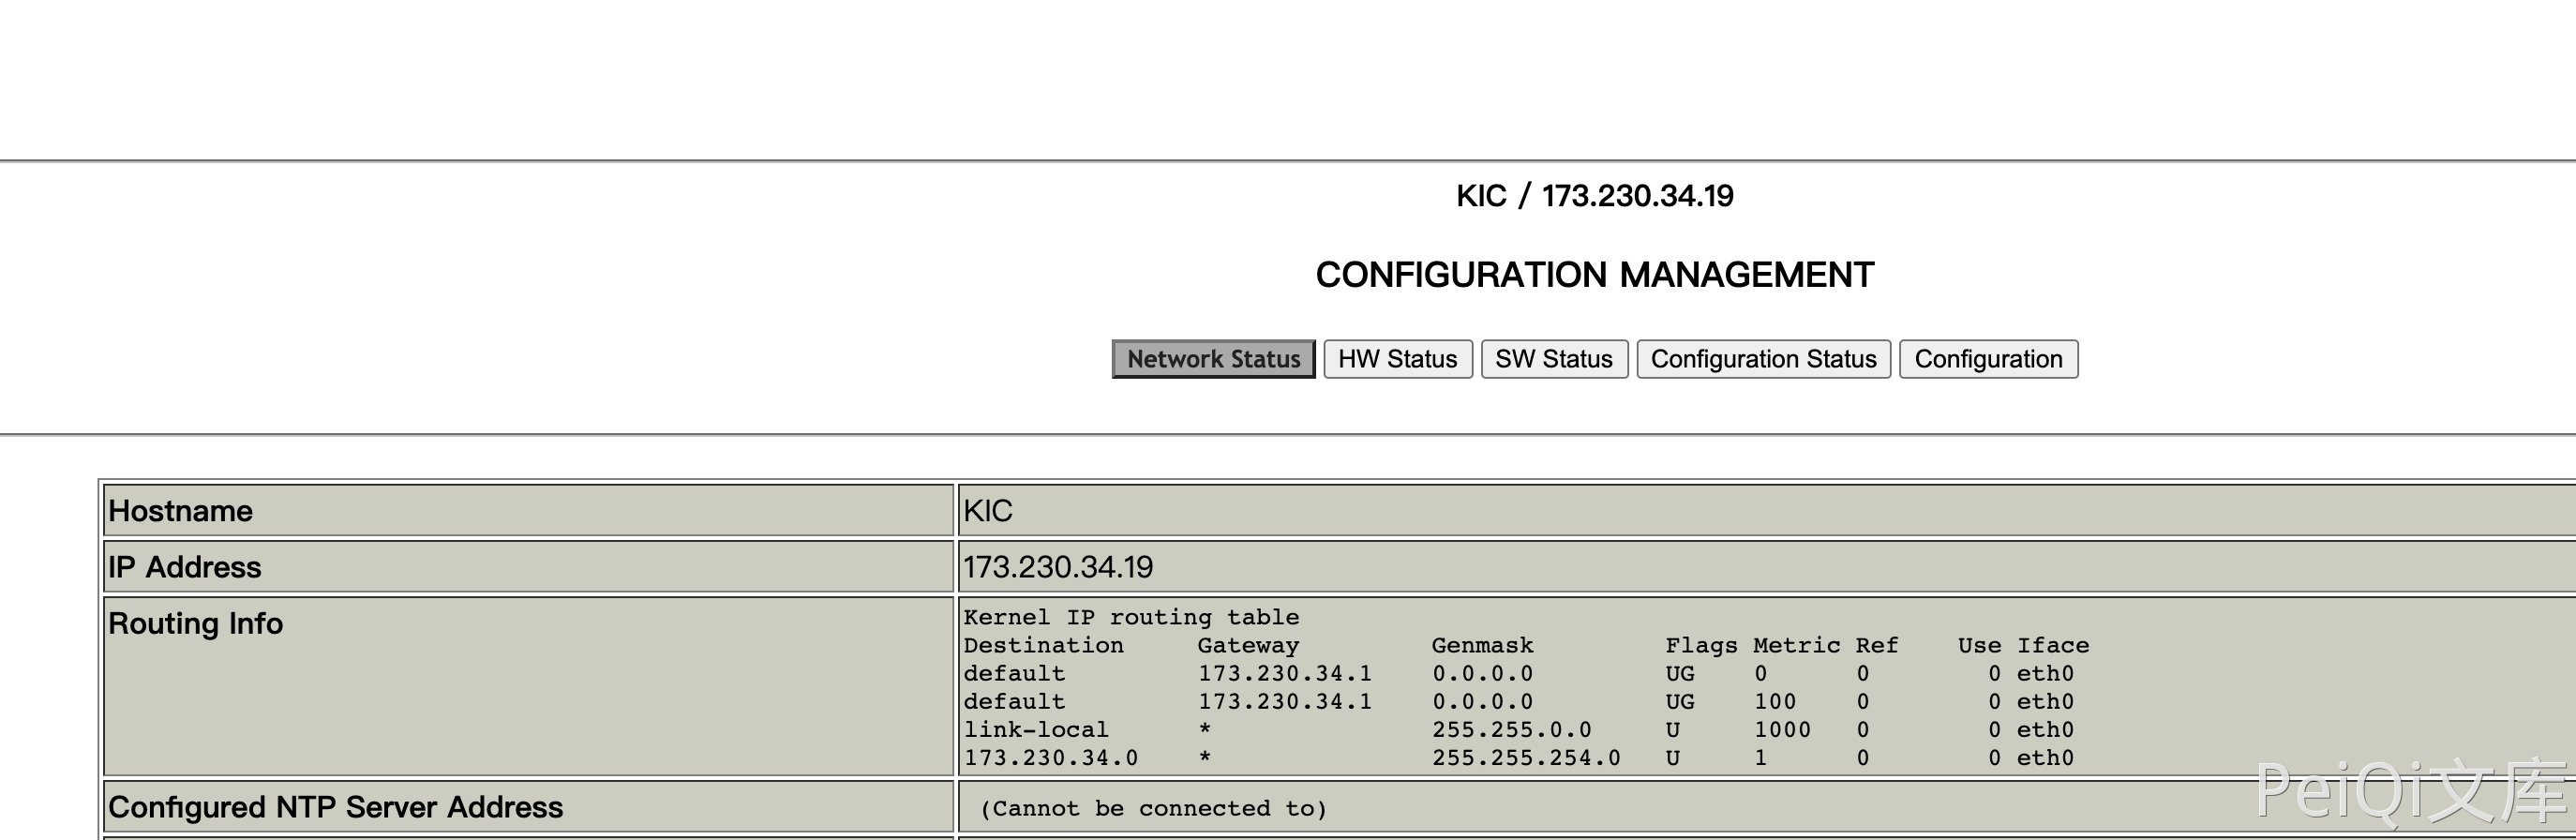 KIC / 173.230.34.19
CONFIGURATION MANAGEMENT
Network Status HW Status SW Status Configuration Status Configuration
Hostname KIC
IP Address 173.230.34.19
Routing Info Kernel IP routing table
Destination Gateway Genmask Flags Metric Ref Use Iface
default 173.230.34.1 0.0.0.0 UG 0 0 0 eth0
default 173.230.34.1 0.0.0.0 UG 100 0 0 eth0
link-local * 255.255.0.0 U 1000 0 0 eth0
173.230.34.0 * 255.255.254.0 U 1 0 0 eth0
Configured NTP Server Address (Cannot be connected to)
PeiQi文库